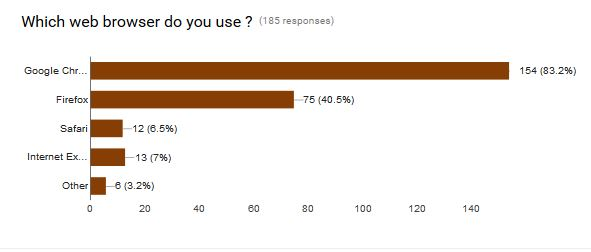 Which web browser do you use ? (185 responses)
Google Chr... 154 (83.2%)
Firefox 75 (40.5%)
Safari 12 (6.5%)
Internet Ex... 13 (7%)
Other 6 (3.2%)
0 20 40 60 80 100 120 140